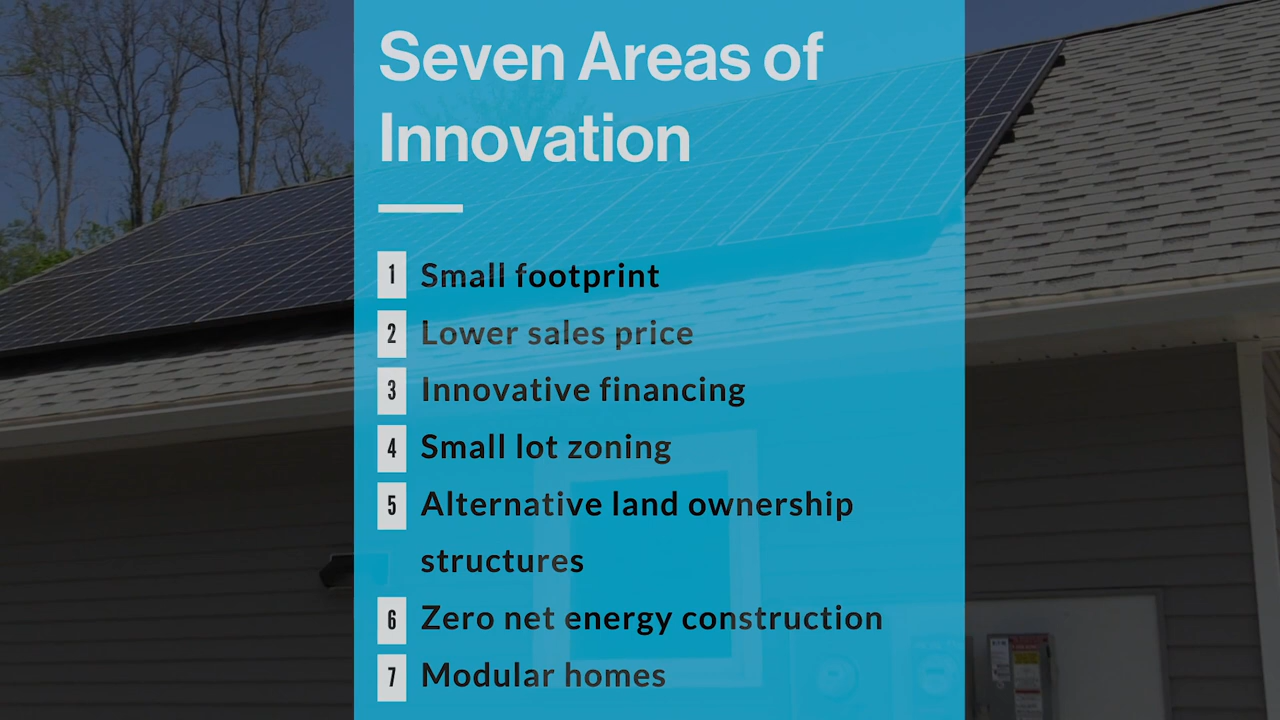 Seven Areas of
Innovation
1 Small footprint
2 Lower sales price
3 Innovative financing
4 Small lot zoning
5 Alternative land ownership
structures
6 Zero net energy construction
7 Modular homes